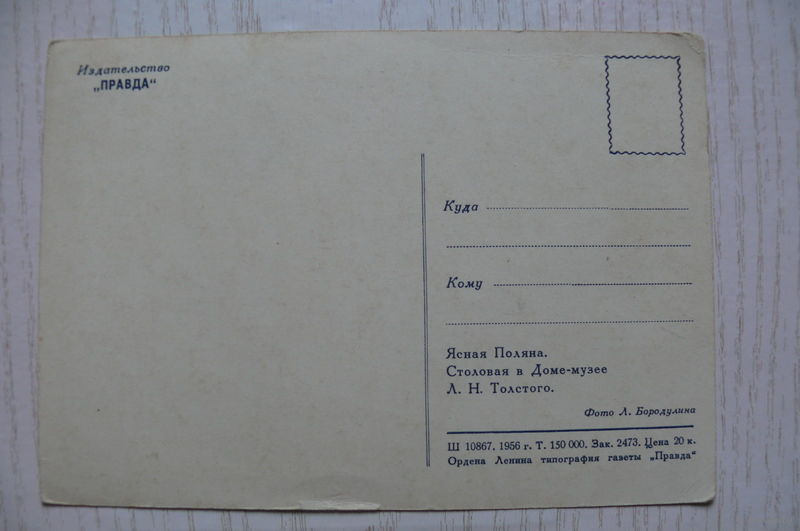 Издательство
„ПРАВДА“
Куда
Кому
Ясная Поляна.
Столовая в Доме-музее
Л. Н. Толстого.
Фото Л. Бородулина
Ш 10867. 1956 г. Т. 150 000. Зак. 2473. Цена 20 к.
Ордена Ленина типография газеты „Правда“